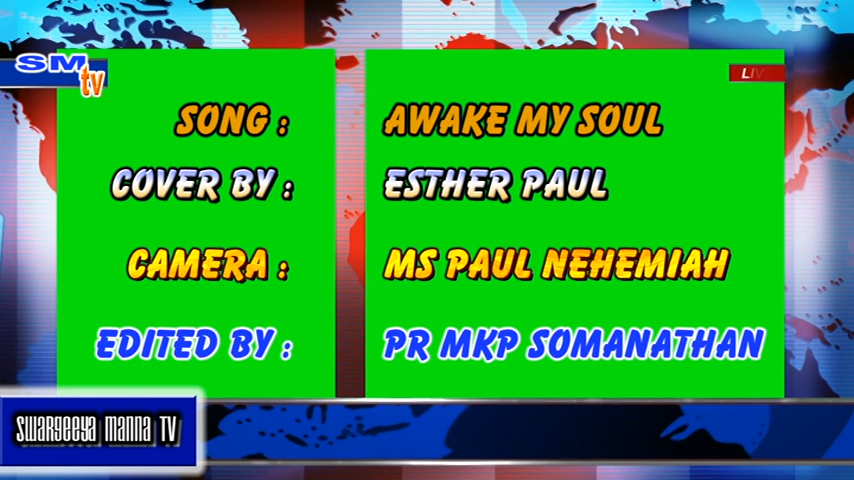 SM tv
LIV
SONG : AWAKE MY SOUL
COVER BY : ESTHER PAUL
CAMERA : MS PAUL NEHEMIAH
EDITED BY : PR MKP SOMANATHAN
SWARGEEYA MANNA TV